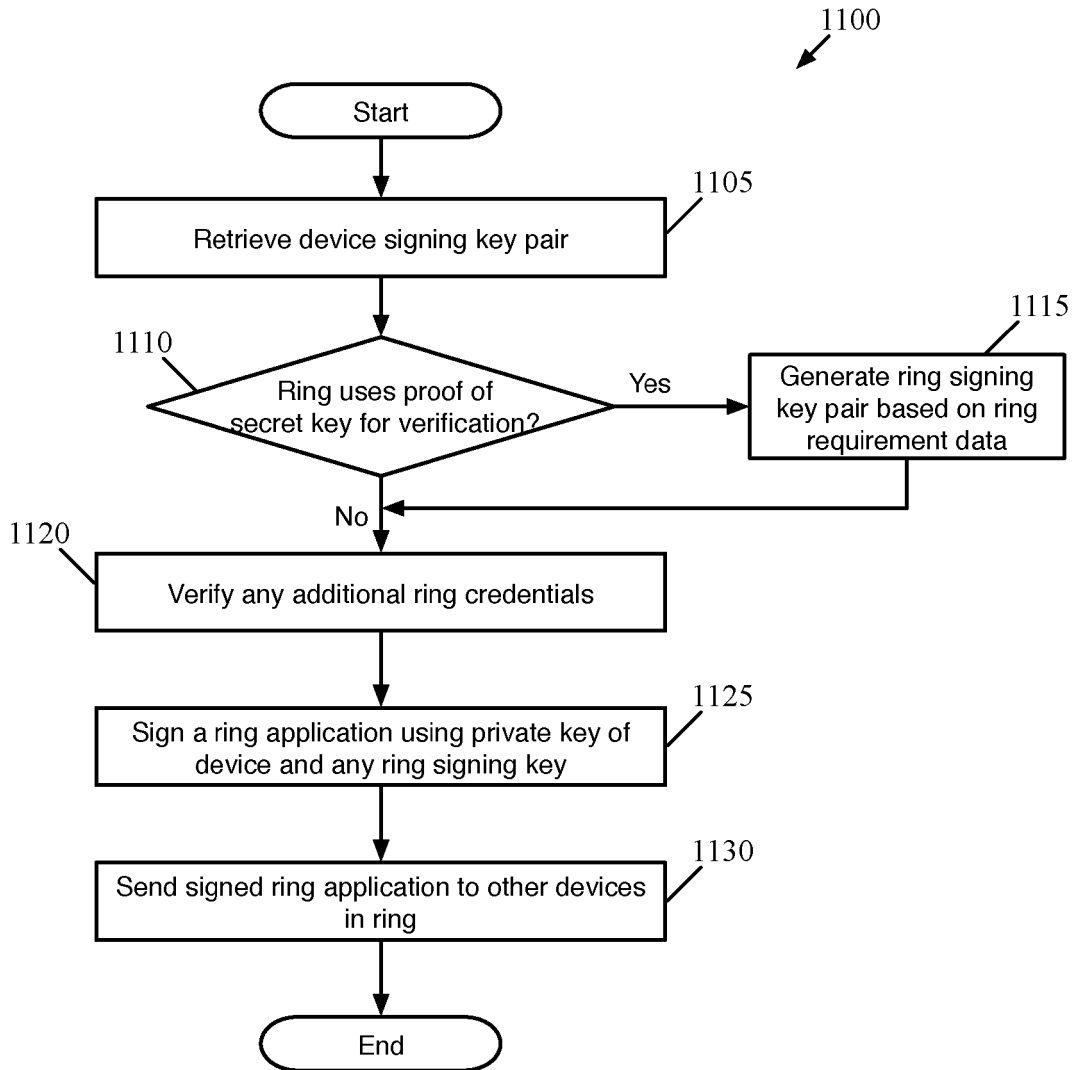 1100
Start
1105
Retrieve device signing key pair
1110
Ring uses proof of
secret key for verification?
Yes
1115
Generate ring signing
key pair based on ring
requirement data
No
1120
Verify any additional ring credentials
1125
Sign a ring application using private key of
device and any ring signing key
1130
Send signed ring application to other devices
in ring
End